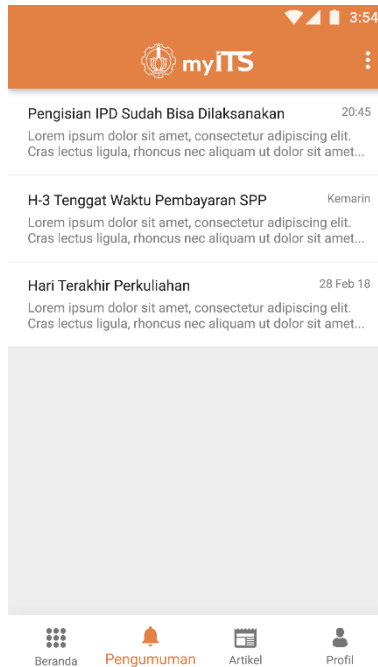 3:54
myITS
Pengisian IPD Sudah Bisa Dilaksanakan 20:45
Lorem ipsum dolor sit amet, consectetur adipiscing elit.
Cras lectus ligula, rhoncus nec aliquam ut dolor sit amet...
H-3 Tenggat Waktu Pembayaran SPP Kemarin
Lorem ipsum dolor sit amet, consectetur adipiscing elit.
Cras lectus ligula, rhoncus nec aliquam ut dolor sit amet...
Hari Terakhir Perkuliahan 28 Feb 18
Lorem ipsum dolor sit amet, consectetur adipiscing elit.
Cras lectus ligula, rhoncus nec aliquam ut dolor sit amet...
Beranda Pengumuman Artikel Profil